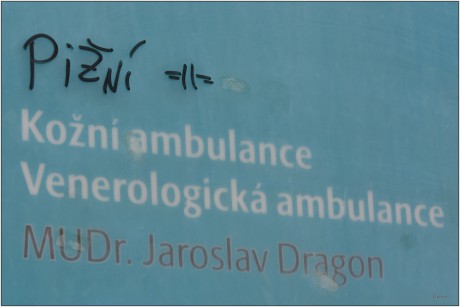 Pižní =||=
Kožní ambulance
Venerologická ambulance
MUDr. Jaroslav Dragon